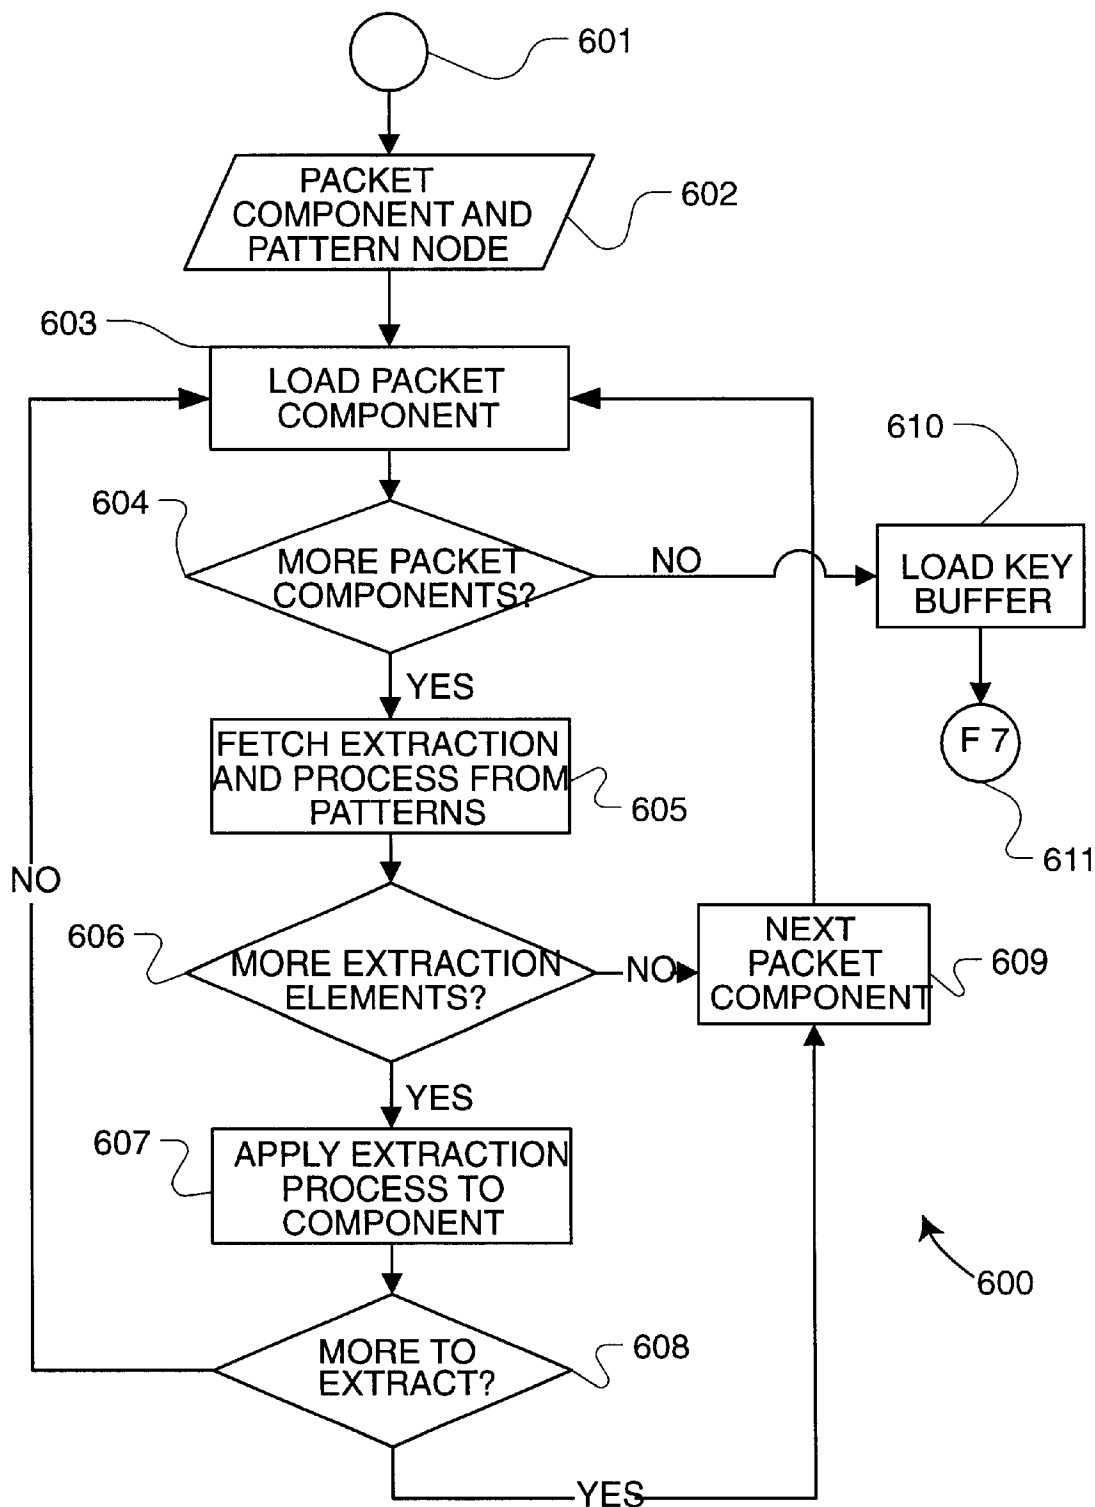 601
PACKET
COMPONENT AND
PATTERN NODE
602
603
LOAD PACKET
COMPONENT
610
604
MORE PACKET
COMPONENTS?
NO
LOAD KEY
BUFFER
YES
F 7
FETCH EXTRACTION
AND PROCESS FROM
PATTERNS
605
611
NO
606
MORE EXTRACTION
ELEMENTS?
NO
NEXT
PACKET
COMPONENT
609
YES
607
APPLY EXTRACTION
PROCESS TO
COMPONENT
600
MORE TO
EXTRACT?
608
YES